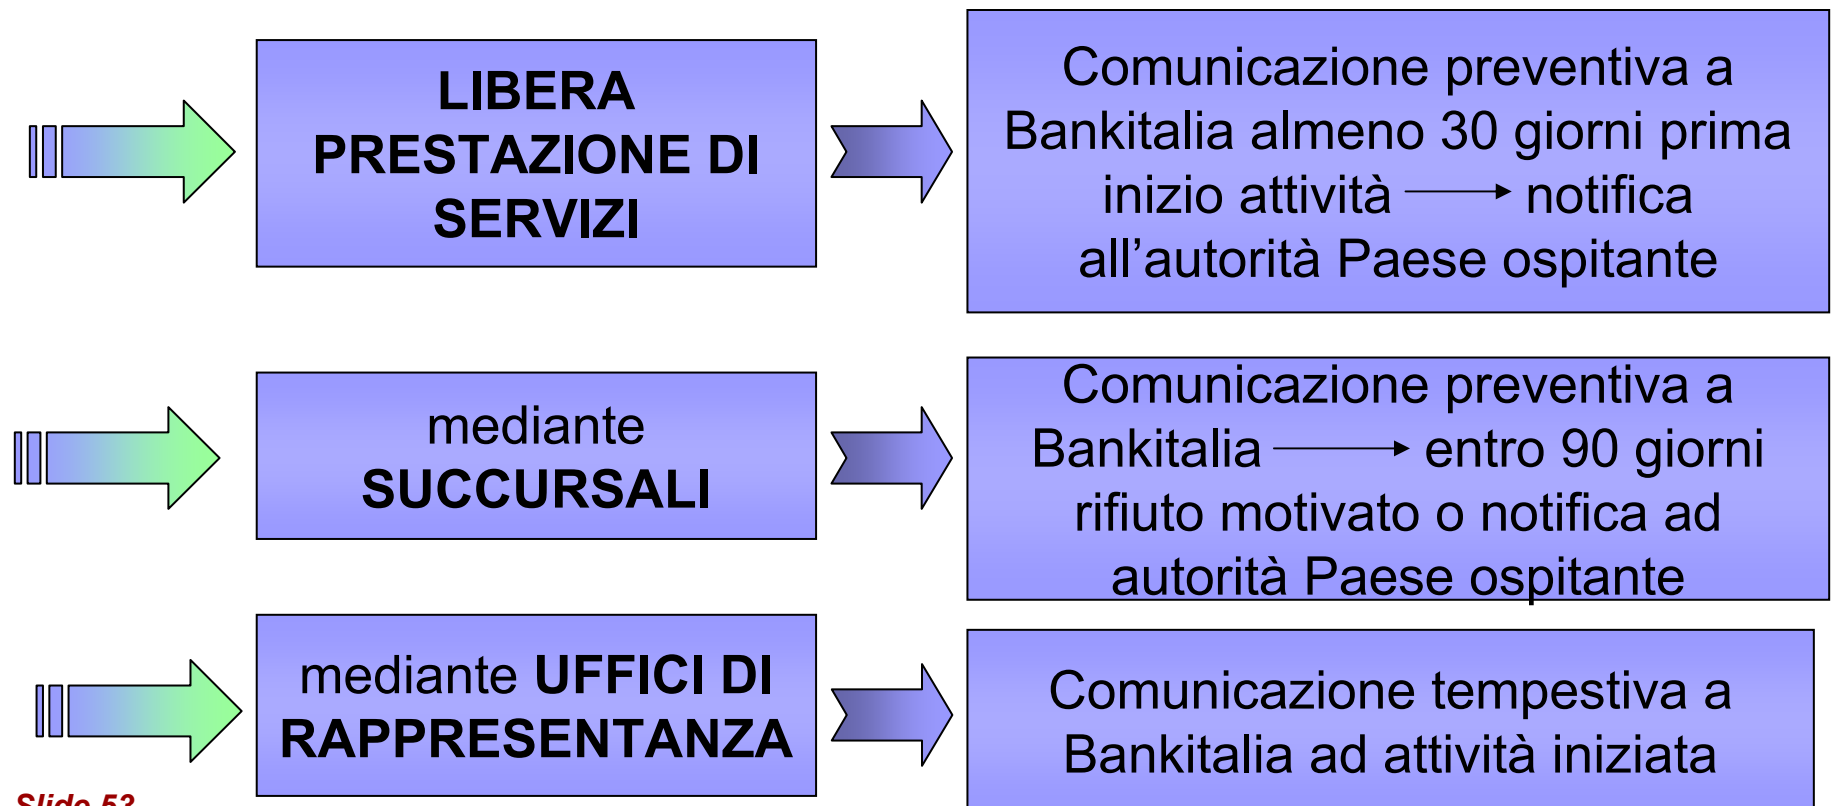 LIBERA
PRESTAZIONE DI
SERVIZI
Comunicazione preventiva a
Bankitalia almeno 30 giorni prima
inizio attività → notifica
all’autorità Paese ospitante
mediante
SUCCURSALI
Comunicazione preventiva a
Bankitalia → entro 90 giorni
rifiuto motivato o notifica ad
autorità Paese ospitante
mediante UFFICI DI
RAPPRESENTANZA
Comunicazione tempestiva a
Bankitalia ad attività iniziata
Slide 53